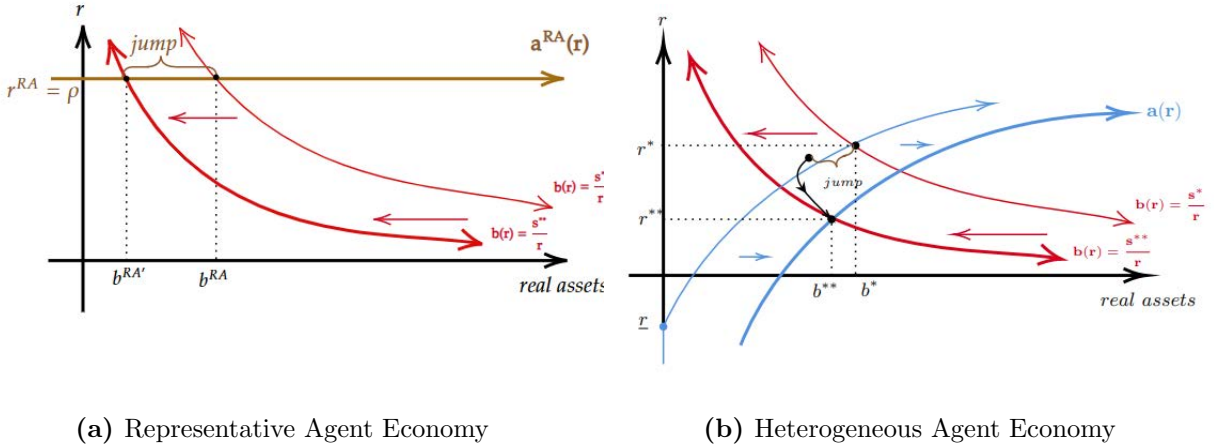 r
jump
a^RA(r)
r^RA = ρ
b(r) = s*/r
b(r) = s**/r
b^RA′
b^RA
real assets
(a) Representative Agent Economy
r
a(r)
r*
jump
b(r) = s*/r
r**
b(r) = s**/r
b**
b*
real assets
r
(b) Heterogeneous Agent Economy